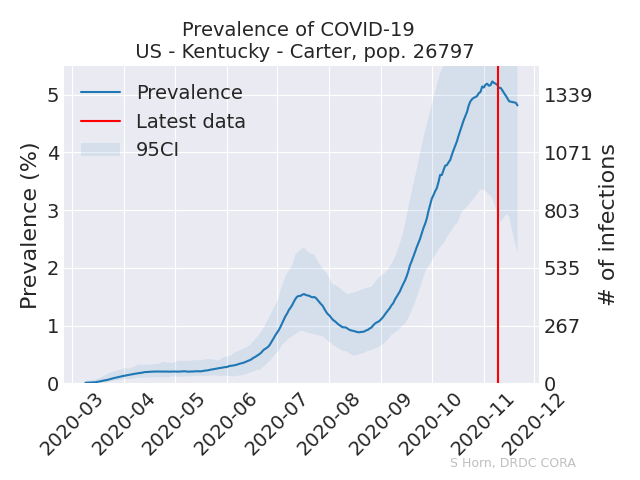 Prevalence of COVID-19
US - Kentucky - Carter, pop. 26797
Prevalence
Latest data
95CI
Prevalence (%)
5
4
3
2
1
0
1339
1071
803
535
267
0
# of infections
2020-03
2020-04
2020-05
2020-06
2020-07
2020-08
2020-09
2020-10
2020-11
2020-12
S Horn, DRDC CORA